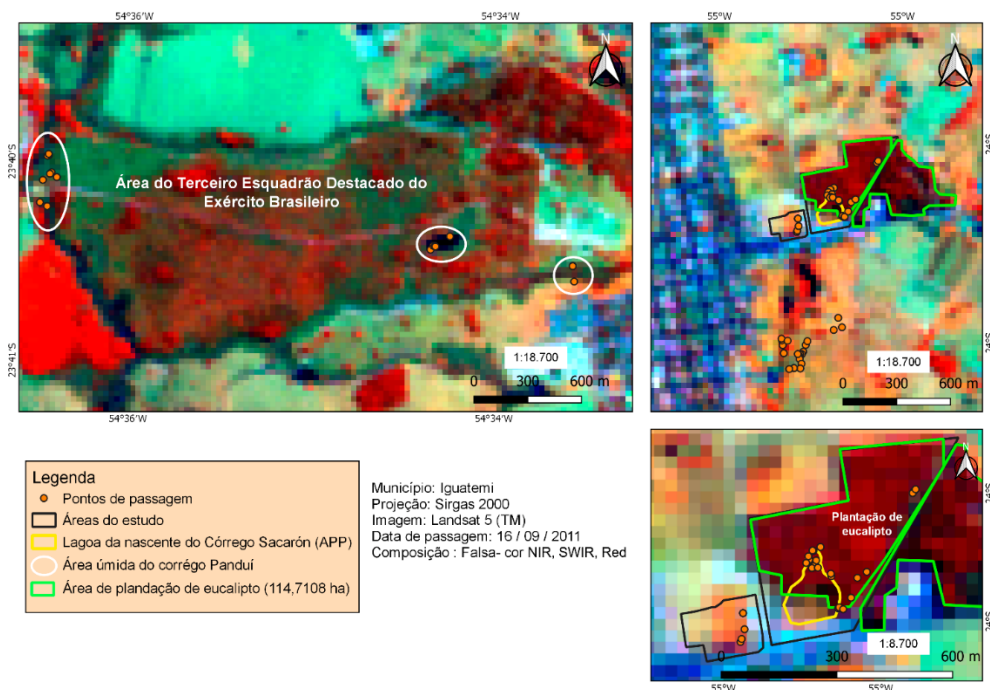 54°36'W
54°34'W
23°40'S
23°41'S
N
Área do Terceiro Esquadrão Destacado do
Exército Brasileiro
1:18.700
0 300 600 m
54°36'W
54°34'W
55°W
55°W
24°S
24°S
N
1:18.700
0 300 600 m
Legenda
Pontos de passagem
Áreas do estudo
Lagoa da nascente do Córrego Sacarón (APP)
Área úmida do corrégo Panduí
Área de plandação de eucalipto (114,7108 ha)
Município: Iguatemi
Projeção: Sirgas 2000
Imagem: Landsat 5 (TM)
Data de passagem: 16 / 09 / 2011
Composição : Falsa- cor NIR, SWIR, Red
N
Plantação de
eucalipto
24°S
24°S
1:8.700
0 300 600 m
55°W
55°W